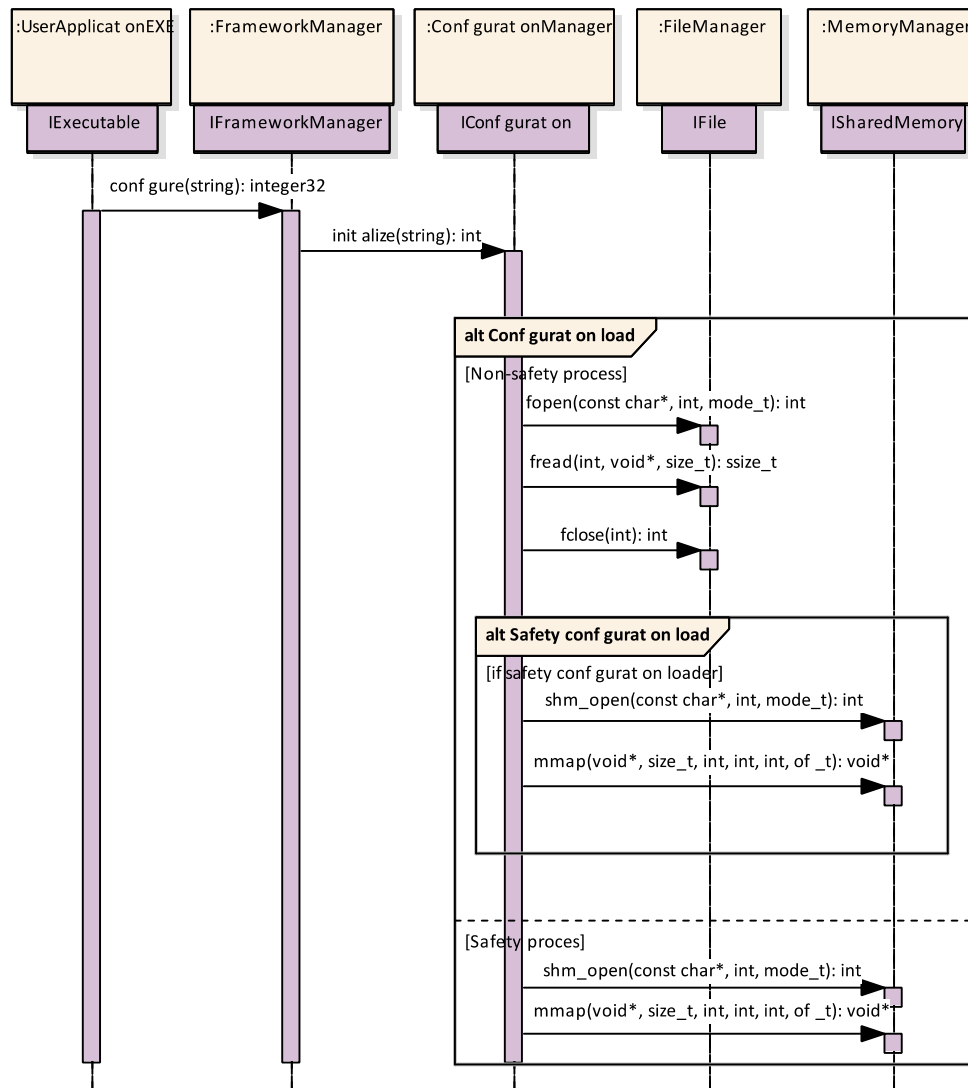 :UserApplicat onEXE
:FrameworkManager
:Conf gurat onManager
:FileManager
:MemoryManager
IExecutable
IFrameworkManager
IConf gurat on
IFile
ISharedMemory
conf gure(string): integer32
init alize(string): int
alt Conf gurat on load
[Non-safety process]
fopen(const char*, int, mode_t): int
fread(int, void*, size_t): ssize_t
fclose(int): int
alt Safety conf gurat on load
[if safety conf gurat on loader]
shm_open(const char*, int, mode_t): int
mmap(void*, size_t, int, int, int, of _t): void*
[Safety proces]
shm_open(const char*, int, mode_t): int
mmap(void*, size_t, int, int, int, of _t): void*